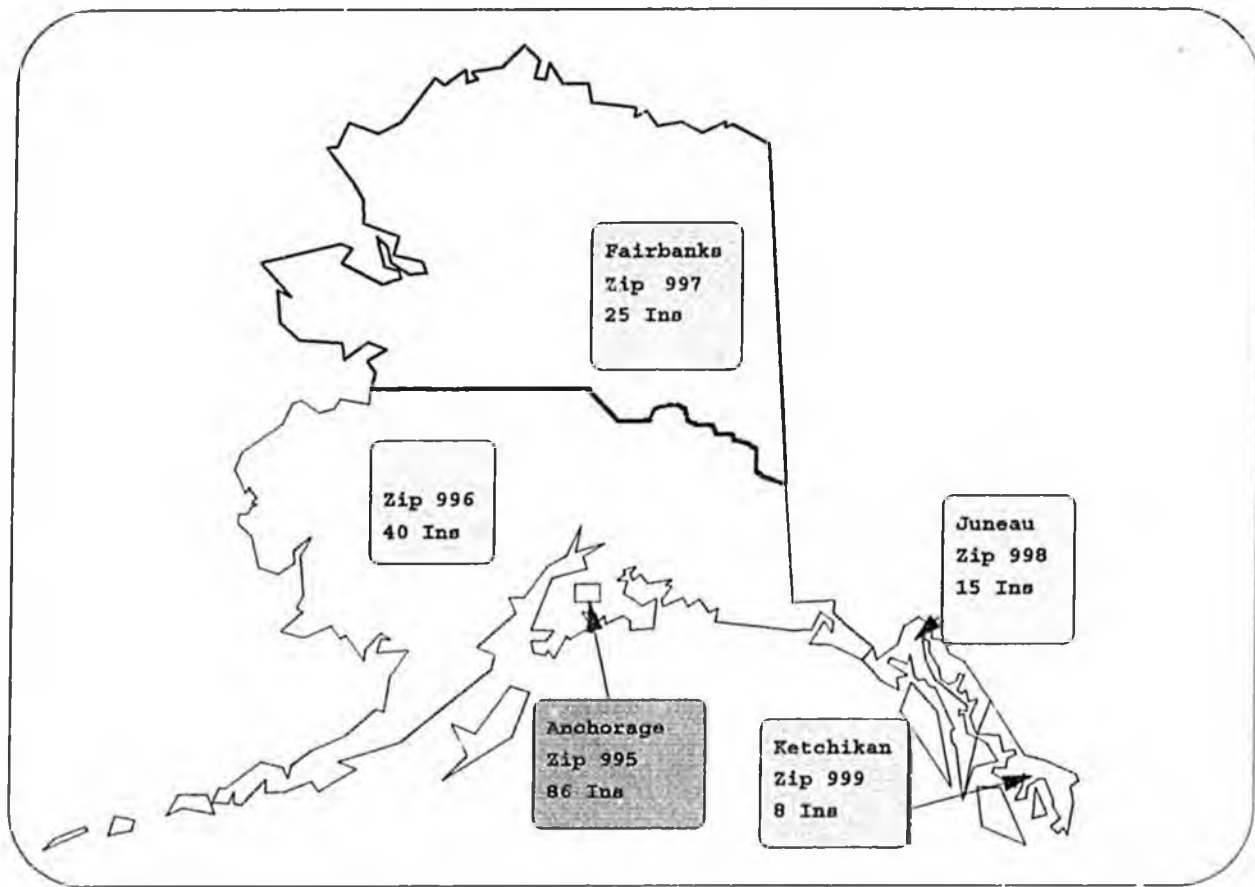 Fairbanks
Zip 997
25 Ins
Zip 996
40 Ins
Juneau
Zip 998
15 Ins
Anchorage
Zip 995
86 Ins
Ketchikan
Zip 999
8 Ins